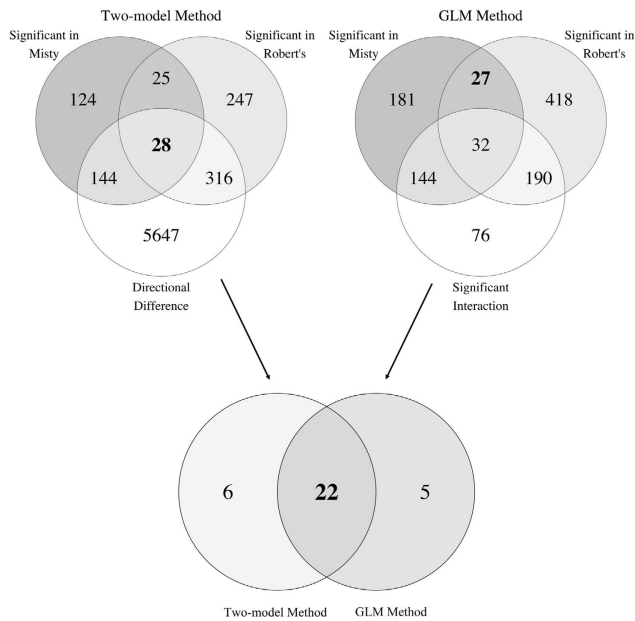 Two-model Method
GLM Method
Significant in
Misty
Significant in
Robert's
Significant in
Misty
Significant in
Robert's
124
25
247
28
144
316
5647
181
27
418
32
144
190
76
Directional
Difference
Significant
Interaction
6
22
5
Two-model Method
GLM Method